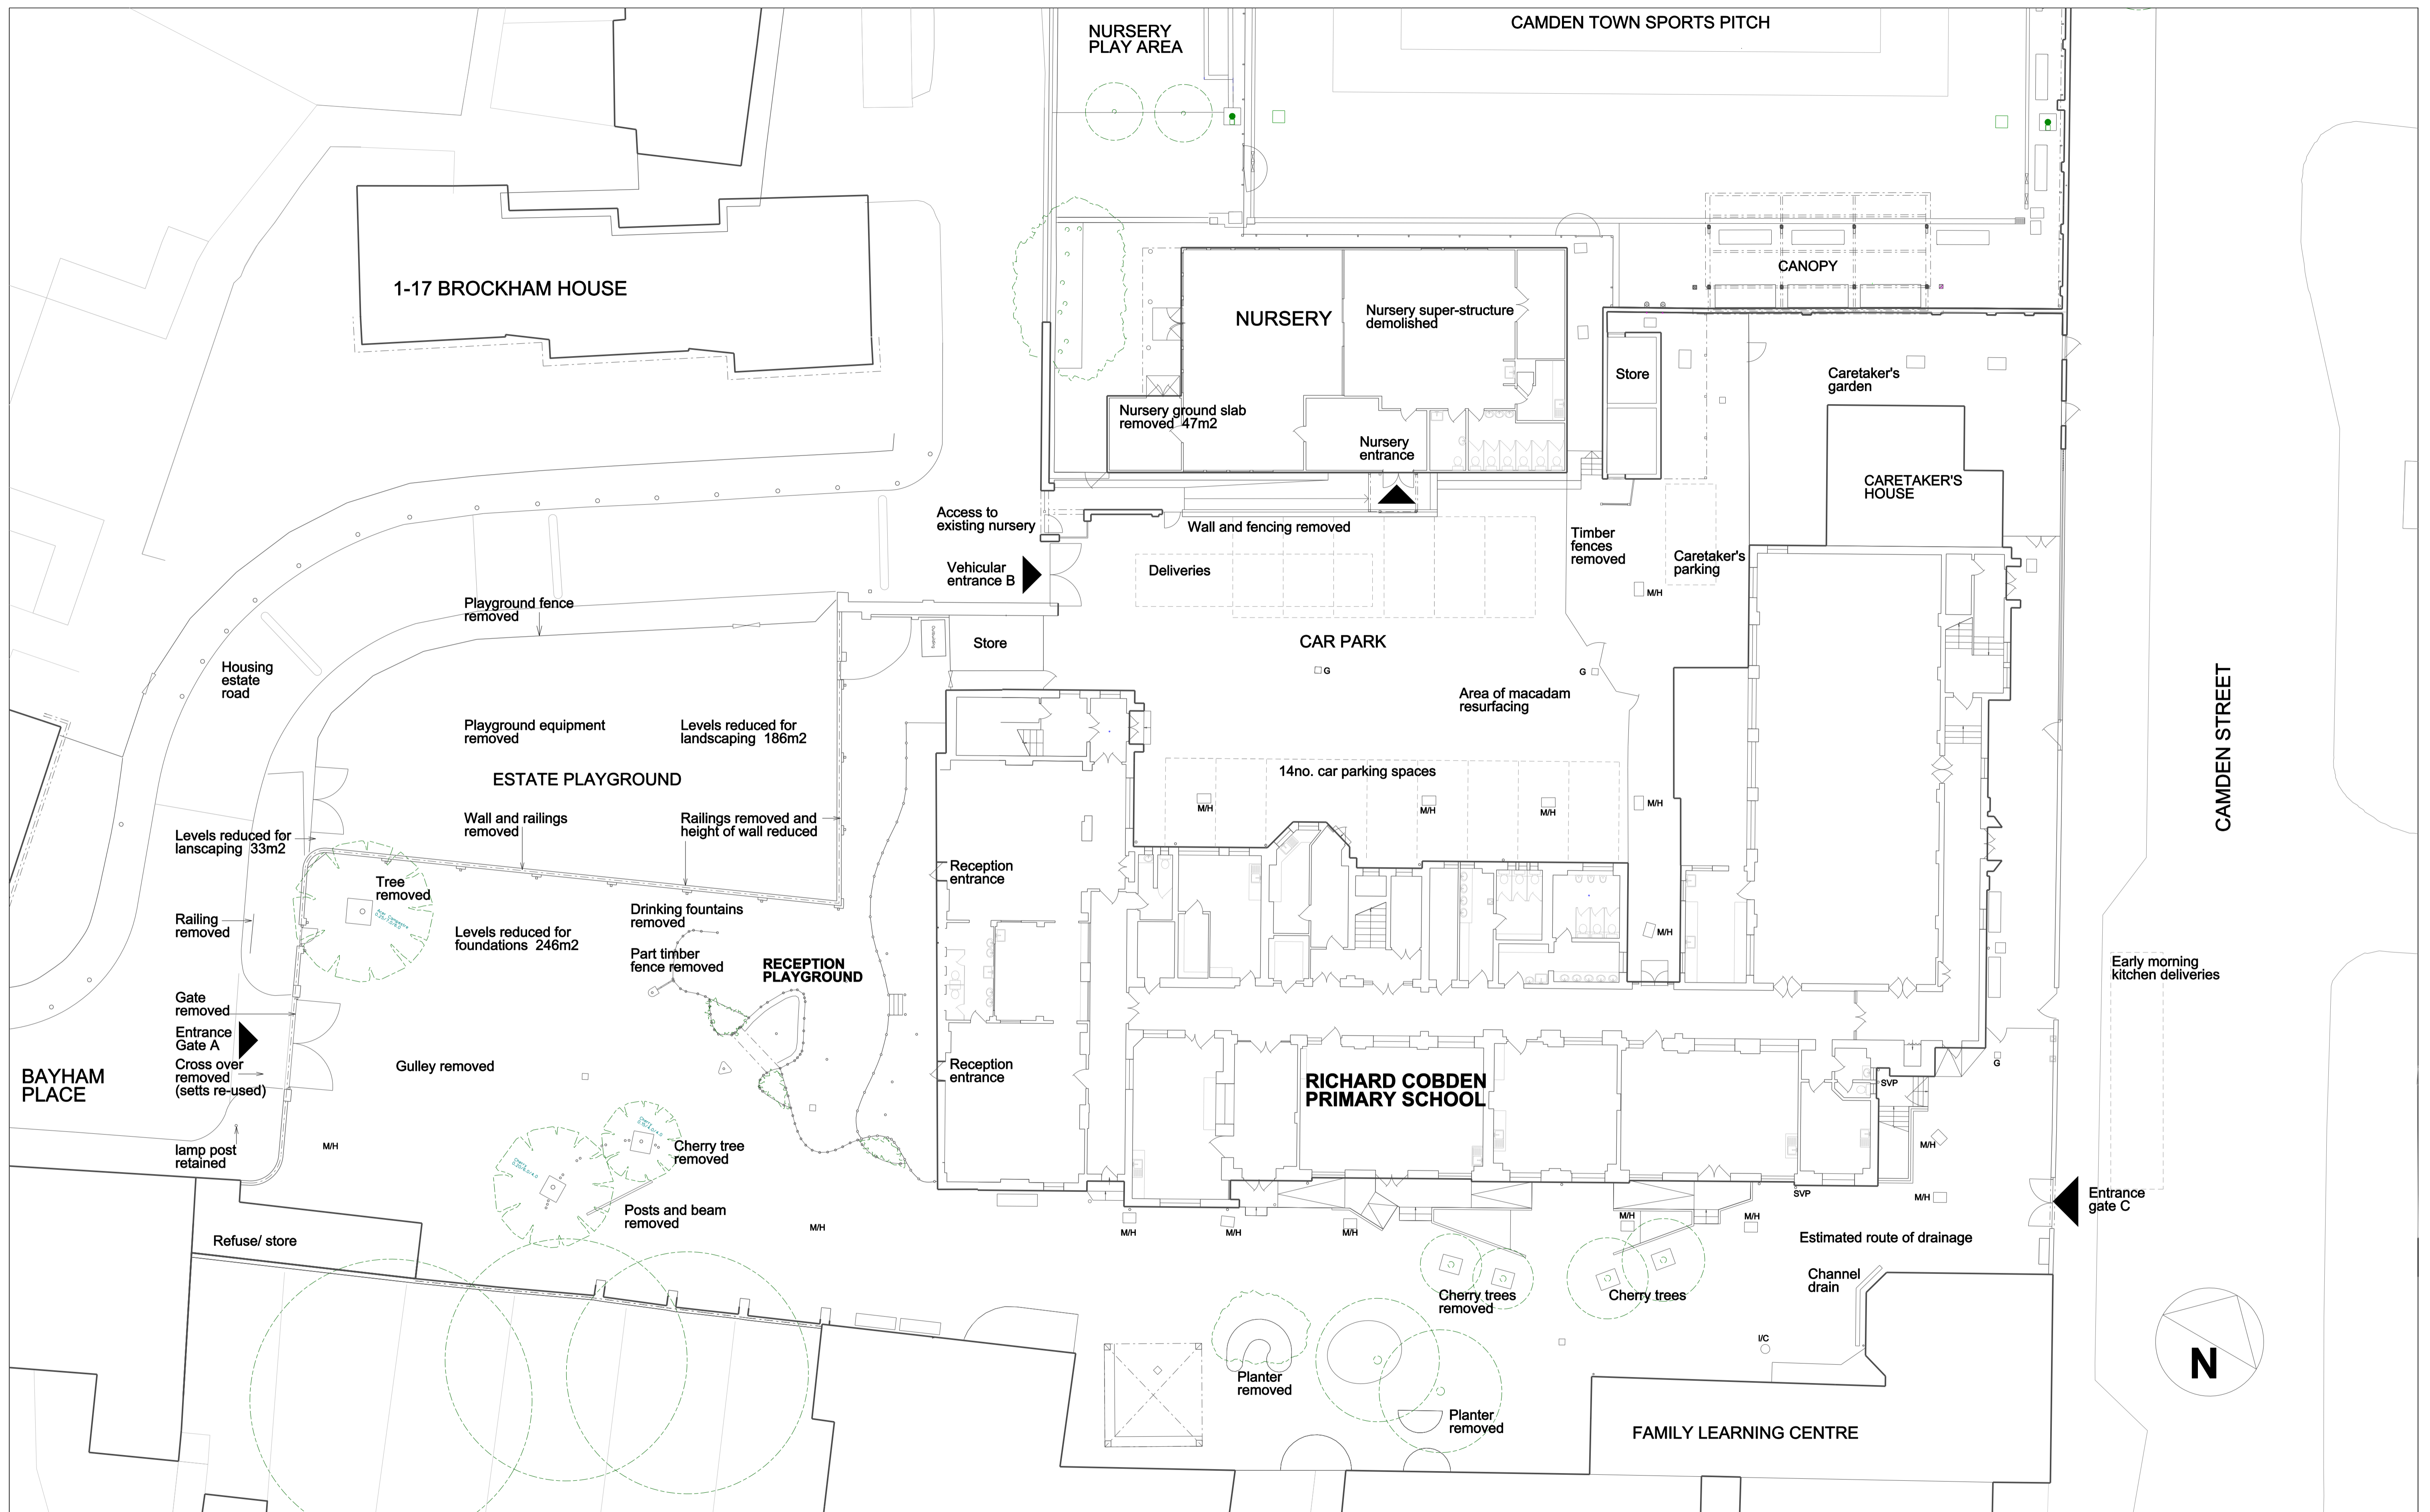 NURSERY
PLAY AREA
CAMDEN TOWN SPORTS PITCH
1-17 BROCKHAM HOUSE
NURSERY
Nursery super-structure
demolished
CANOPY
Store
Caretaker's
garden
Nursery ground slab
removed 47m2
Nursery
entrance
CARETAKER'S
HOUSE
Access to
existing nursery
Wall and fencing removed
Timber
fences
removed
Caretaker's
parking
Vehicular
entrance B
Deliveries
M/H
Playground fence
removed
Store
CAR PARK
G
G
Housing
estate
road
Area of macadam
resurfacing
Playground equipment
removed
Levels reduced for
landscaping 186m2
ESTATE PLAYGROUND
14no. car parking spaces
CAMDEN STREET
M/H
M/H
M/H
M/H
Wall and railings
removed
Railings removed and
height of wall reduced
Levels reduced for
lanscaping 33m2
Reception
entrance
Tree
removed
Railing
removed
Drinking fountains
removed
Levels reduced for
foundations 246m2
M/H
Part timber
fence removed
RECEPTION
PLAYGROUND
Early morning
kitchen deliveries
Gate
removed
Entrance
Gate A
Cross over
removed
(setts re-used)
Gulley removed
Reception
entrance
BAYHAM
PLACE
RICHARD COBDEN
PRIMARY SCHOOL
G
SVP
lamp post
retained
M/H
Cherry tree
removed
M/H
SVP
M/H
Entrance
gate C
Posts and beam
removed
M/H
M/H
M/H
M/H
M/H
M/H
Refuse/ store
Estimated route of drainage
Channel
drain
Cherry trees
removed
Cherry trees
I/C
N
Planter
removed
Planter
removed
FAMILY LEARNING CENTRE